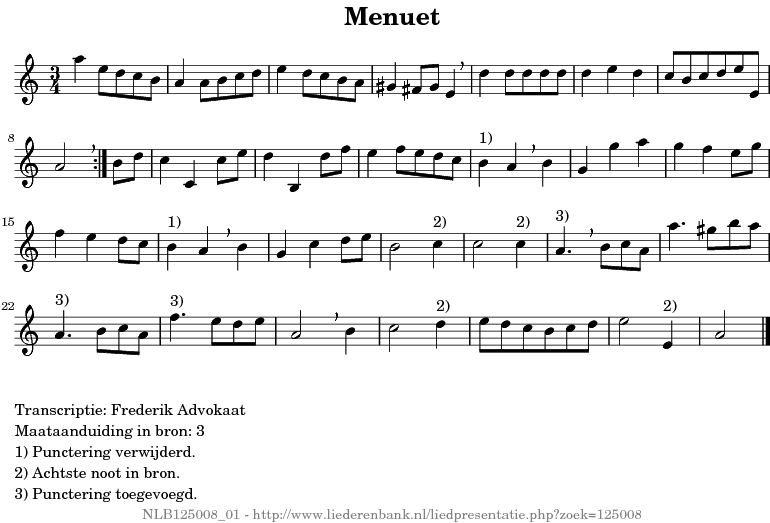 Menuet
3
4
8
1)
15
1)
2)
2)
3)
22
3)
3)
2)
2)
Transcriptie: Frederik Advokaat
Maataanduiding in bron: 3
1) Punctering verwijderd.
2) Achtste noot in bron.
3) Punctering toegevoegd.
NLB125008_01 - http://www.liederenbank.nl/liedpresentatie.php?zoek=125008